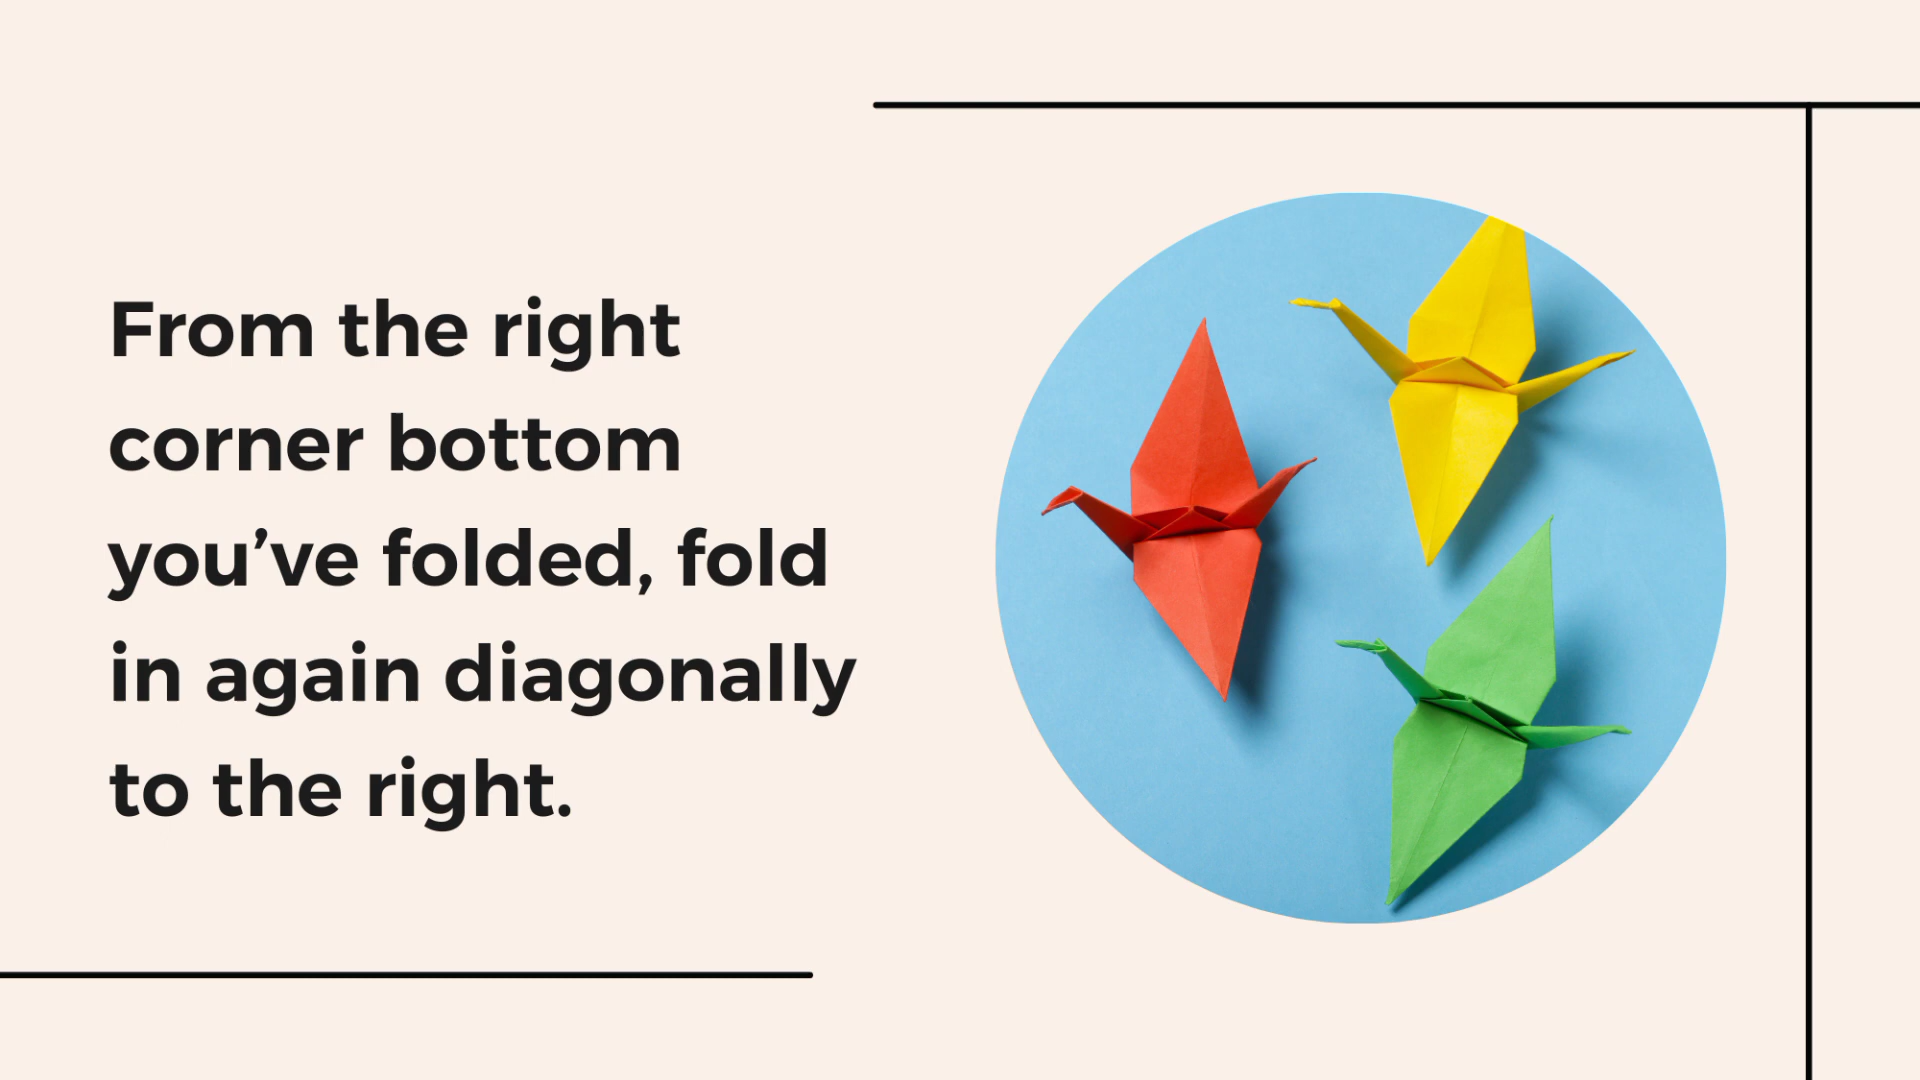 From the right
corner bottom
you’ve folded, fold
in again diagonally
to the right.